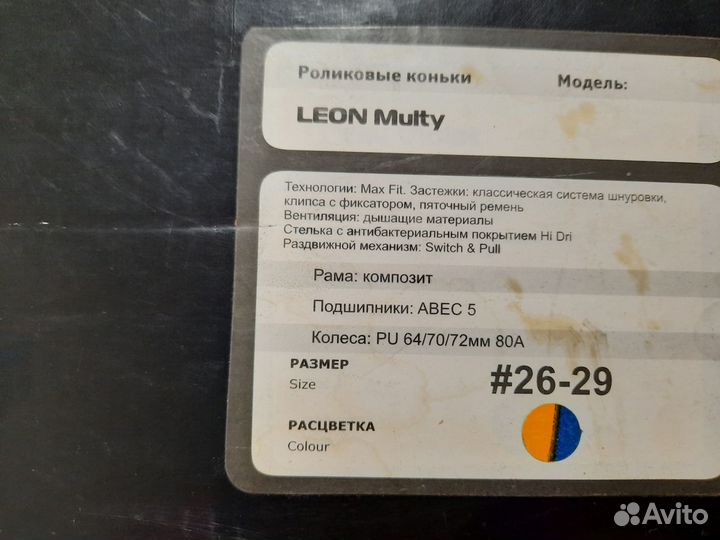 Роликовые коньки Модель:
LEON Multy
Технологии: Max Fit. Застежки: классическая система шнуровки,
клипса с фиксатором, пяточный ремень
Вентиляция: дышащие материалы
Стелька с антибактериальным покрытием Hi Dri
Раздвижной механизм: Switch & Pull
Рама: композит
Подшипники: ABEC 5
Колеса: PU 64/70/72мм 80A
РАЗМЕР
Size
#26-29
РАСЦВЕТКА
Colour
Avito